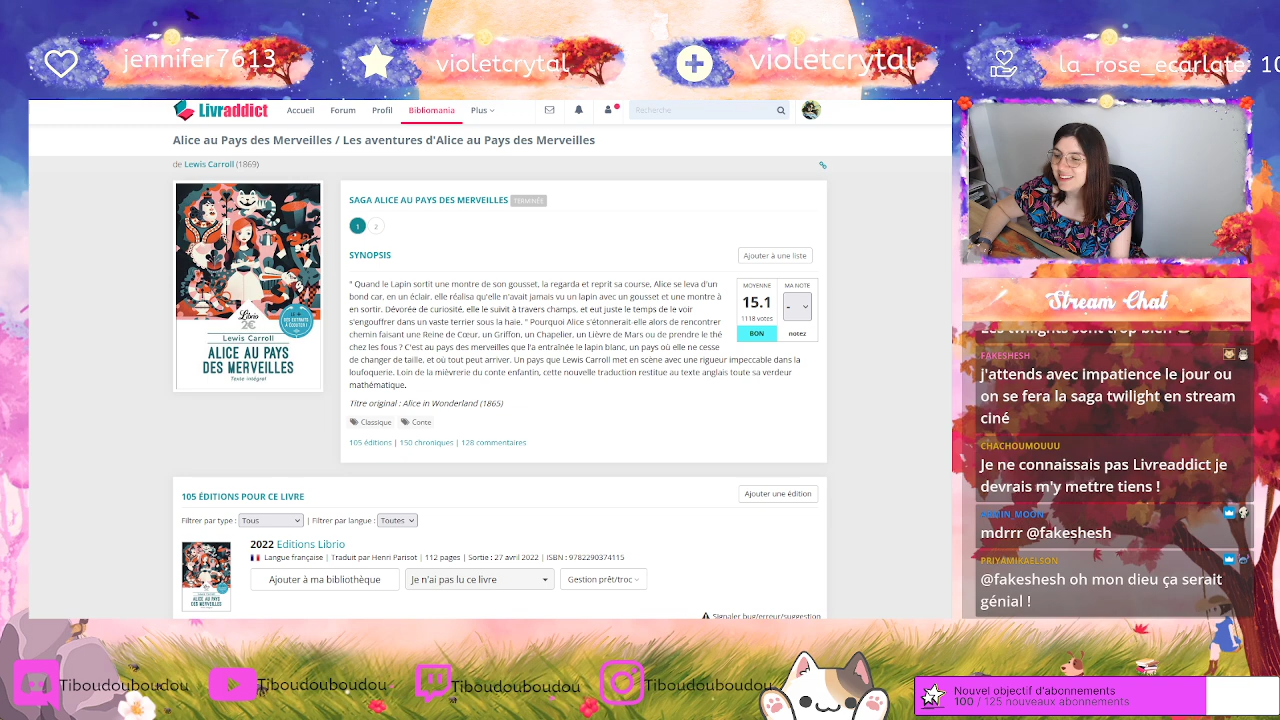 jennifer7613
violetcrytal
violetcrytal
la_rose_ecarlate: 10
Livraddict
Accueil
Forum
Profil
Bibliomania
Plus
Recherche
Alice au Pays des Merveilles / Les aventures d'Alice au Pays des Merveilles
de Lewis Carroll (1869)
Librio
2€
Lewis Carroll
ALICE AU PAYS
DES MERVEILLES
Texte intégral
SAGA ALICE AU PAYS DES MERVEILLES TERMINÉE
1 2
SYNOPSIS
Ajouter à une liste
" Quand le Lapin sortit une montre de son gousset, la regarda et reprit sa course, Alice se leva d'un
bond car, en un éclair, elle réalisa qu'elle n'avait jamais vu un lapin avec un gousset et une montre à
en sortir. Dévorée de curiosité, elle le suivit à travers champs, et eut juste le temps de le voir
s'engouffrer dans un vaste terrier sous la haie. " Pourquoi Alice s'étonnerait-elle alors de rencontrer
chemin faisant une Reine de Cœur, un Dodo, un Chapelier, un Lièvre de Mars ou de prendre le thé
chez les fous ? C'est au pays des merveilles que l'a entraînée le lapin blanc, un pays où elle ne cesse
de changer de taille, et où tout peut arriver. Un pays que Lewis Carroll met en scène avec une rigueur impeccable dans la
loufoquerie. Loin de la mièvrerie du conte enfantin, cette nouvelle traduction restitue au texte anglais toute sa verdeur
mathématique.
MOYENNE
15.1
1118 votes
BON
MA NOTE
-
notez
Titre original : Alice in Wonderland (1865)
Classique
Conte
105 éditions | 150 chroniques | 128 commentaires
105 ÉDITIONS POUR CE LIVRE
Ajouter une édition
Filtrer par type : Tous | Filtrer par langue : Toutes
2022 Editions Librio
Langue française | Traduit par Henri Parisot | 112 pages | Sortie : 27 avril 2022 | ISBN : 9782290374115
Ajouter à ma bibliothèque
Je n'ai pas lu ce livre
Gestion prêt/troc
Signaler bug/erreur/suggestion
Stream Chat
Les twilights sont trop bien
FAKESHESH
j'attends avec impatience le jour ou
on se fera la saga twilight en stream
ciné
CHACHOUMOUUU
Je ne connaissais pas Livreaddict je
devrais m'y mettre tiens !
mdrrr @fakeshesh
PRIYAMIKAELSON
@fakeshesh oh mon dieu ça serait
génial !
Tiboudouboudou
Tiboudouboudou
Tiboudouboudou
Tiboudouboudou
Nouvel objectif d'abonnements
100 / 125 nouveaux abonnements